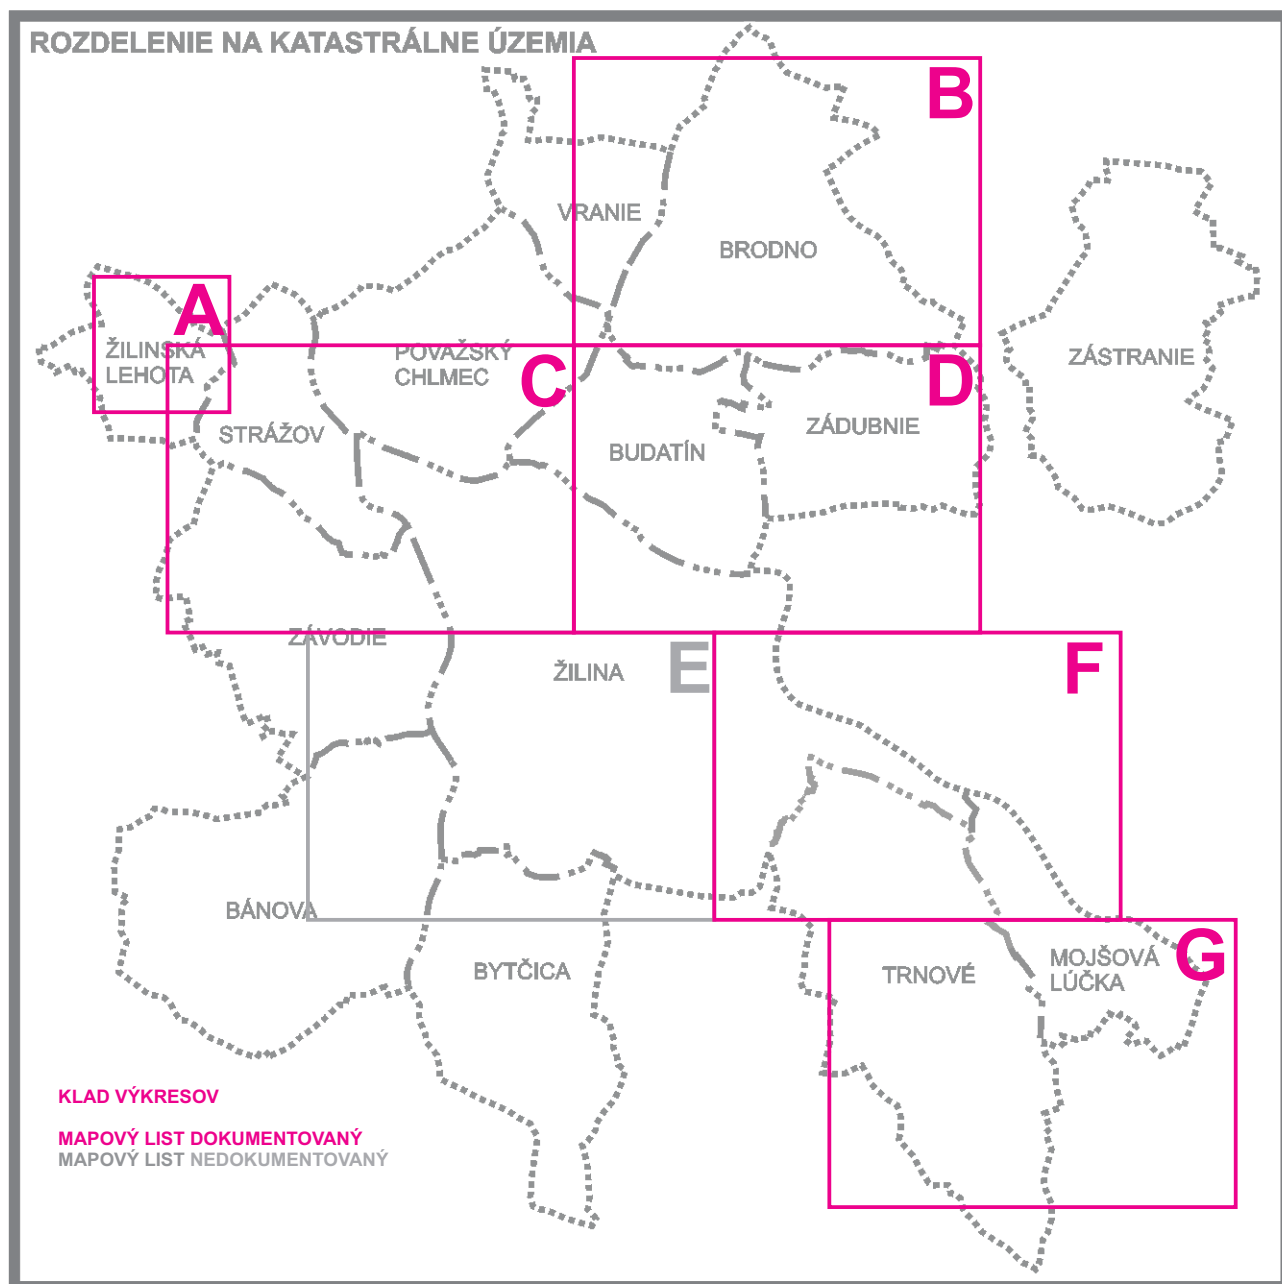 ROZDELENIE NA KATASTRÁLNE ÚZEMIA
B
VRANIE
BRODNO
A
ŽILINSKÁ
LEHOTA
POVAŽSKÝ
CHLMEC
C
D
ZÁSTRANIE
STRÁŽOV
BUDATÍN
ZÁDUBNIE
ZÁVODIE
ŽILINA
E
F
BÁNOVÁ
BYTČICA
TRNOVÉ
MOJŠOVÁ
LÚČKA
G
KLAD VÝKRESOV
MAPOVÝ LIST DOKUMENTOVANÝ
MAPOVÝ LIST NEDOKUMENTOVANÝ